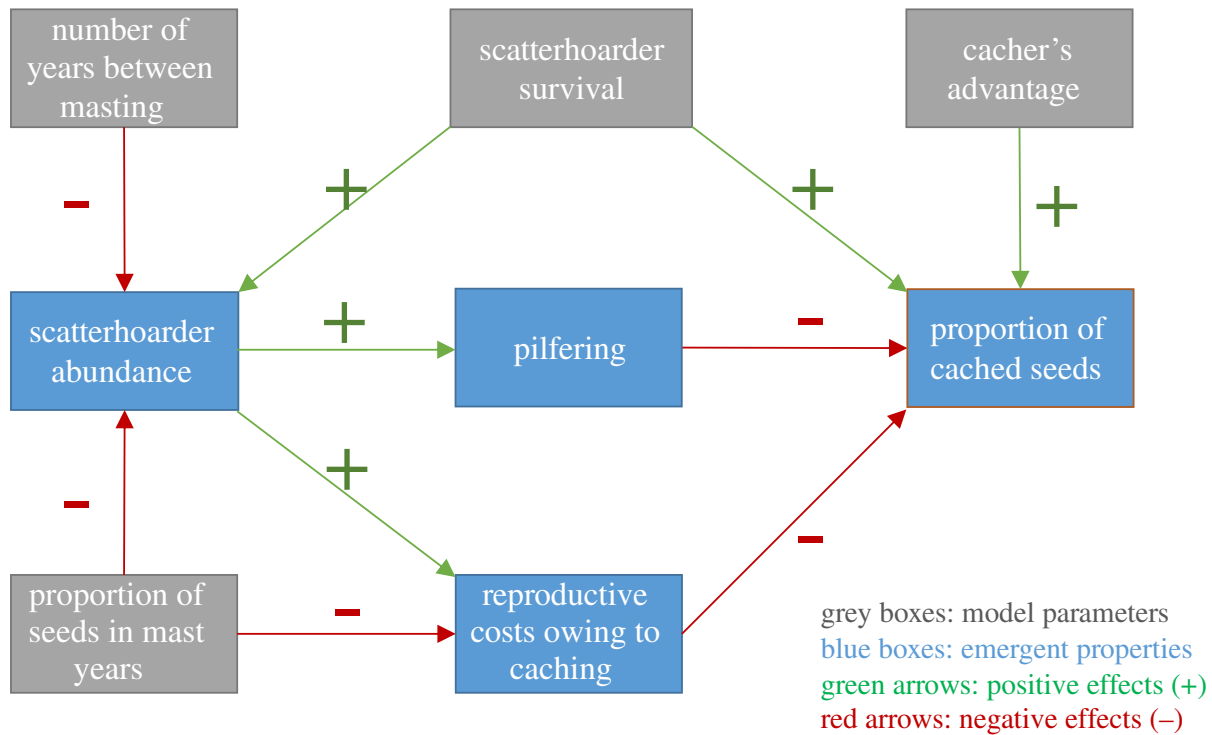 number of
years between
masting
scatterhoarder
survival
cacher’s
advantage
-
+
+
+
scatterhoarder
abundance
+
pilfering
-
proportion of
cached seeds
-
+
-
proportion of
seeds in mast
years
-
reproductive
costs owing to
caching
grey boxes: model parameters
blue boxes: emergent properties
green arrows: positive effects (+)
red arrows: negative effects (–)